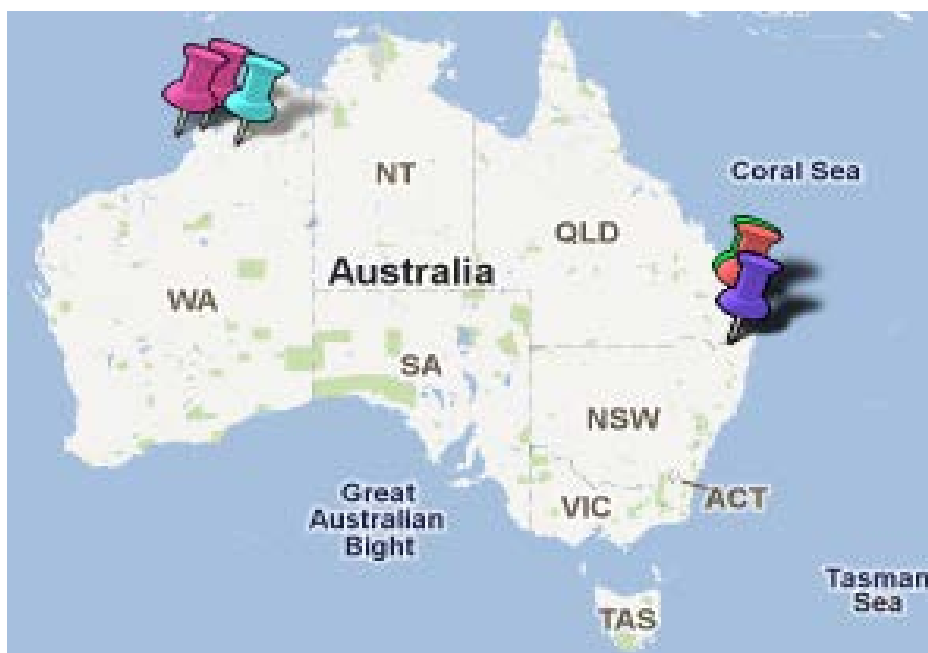 NT
Coral Sea
QLD
Australia
WA
SA
NSW
Great
Australian
Bight
VIC
ACT
Tasman
Sea
TAS